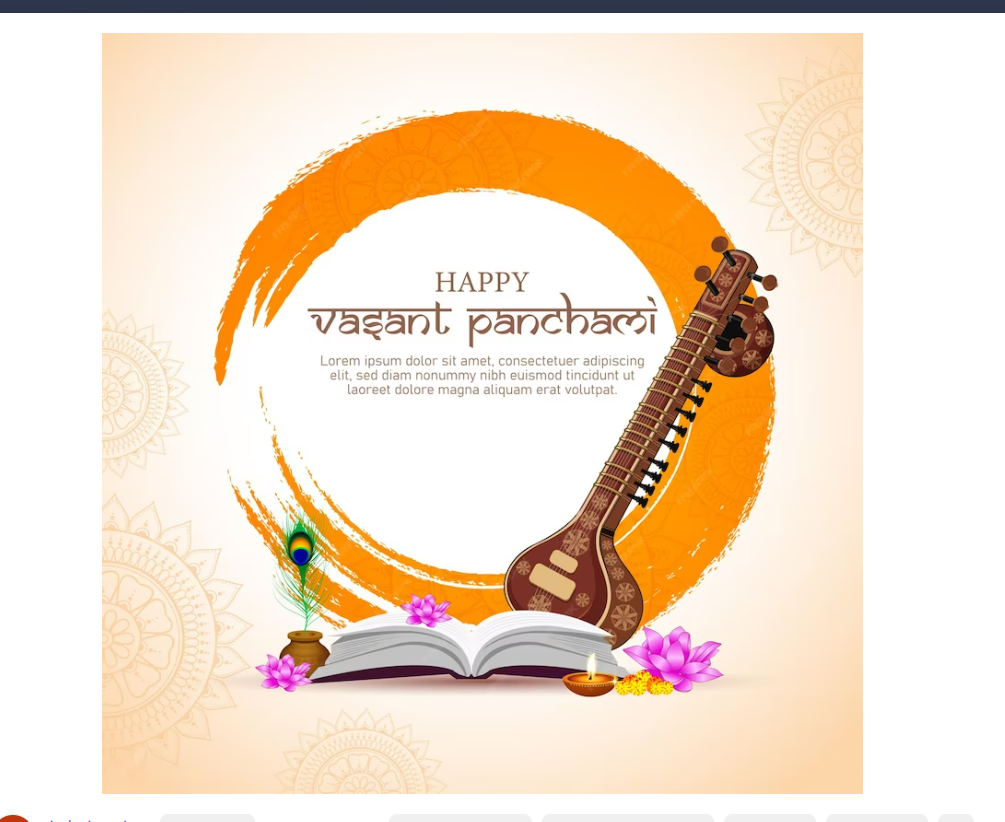 HAPPY
vasant panchami
Lorem ipsum dolor sit amet, consectetuer adipiscing
elit, sed diam nonummy nibh euismod tincidunt ut
laoreet dolore magna aliquam erat volutpat.